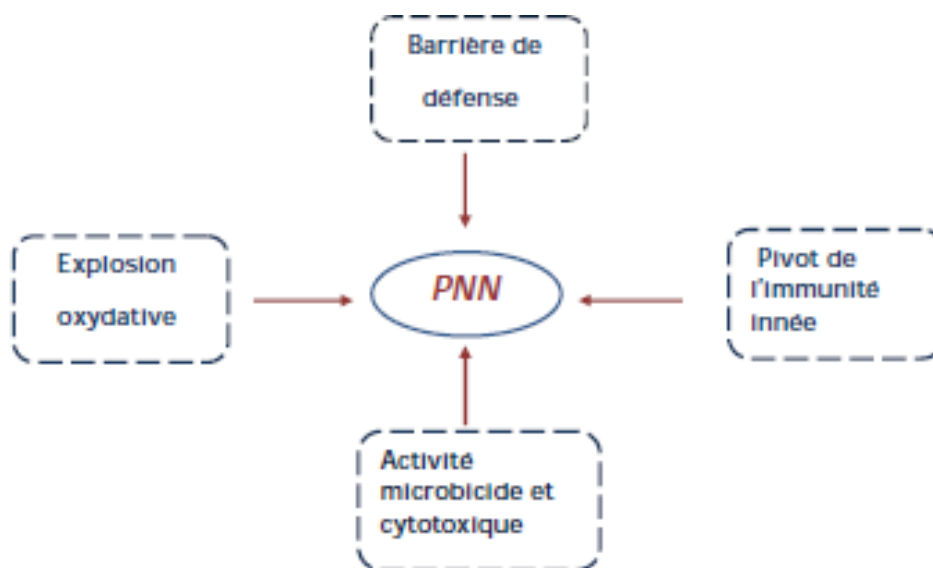 Barrière de
défense
Explosion
oxydative
PNN
Pivot de
l'immunité
innée
Activité
microbicide et
cytotoxique